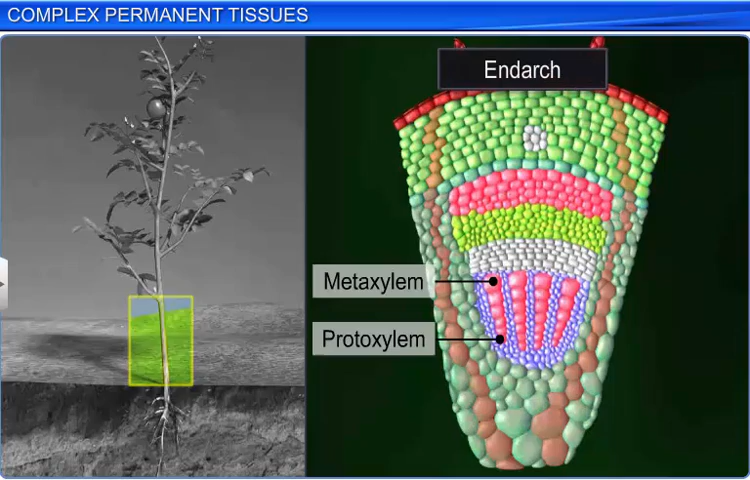 COMPLEX PERMANENT TISSUES
Endarch
Metaxylem
Protoxylem